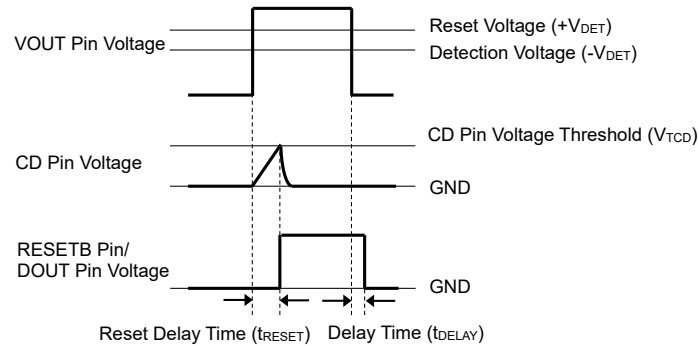 VOUT Pin Voltage
Reset Voltage (+VDET)
Detection Voltage (-VDET)
CD Pin Voltage Threshold (VTCD)
CD Pin Voltage
GND
RESETB Pin/
DOUT Pin Voltage
GND
Reset Delay Time (tRESET)
Delay Time (tDELAY)